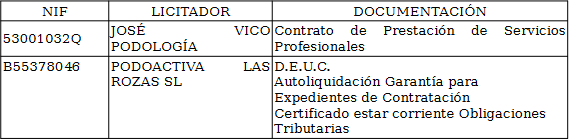 NIF LICITADOR DOCUMENTACIÓN
53001032Q
JOSÉ VICO
PODOLOGÍA
Contrato de Prestación de Servicios
Profesionales
B55378046
PODOACTIVA LAS
ROZAS SL
D.E.U.C.
Autoliquidación Garantía para
Expedientes de Contratación
Certificado estar corriente Obligaciones
Tributarias